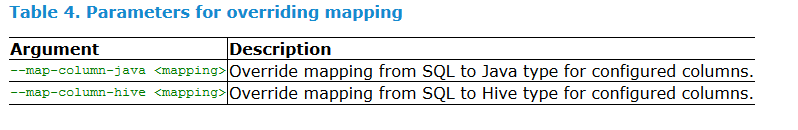 Table 4. Parameters for overriding mapping
Argument Description
--map-column-java <mapping> Override mapping from SQL to Java type for configured columns.
--map-column-hive <mapping> Override mapping from SQL to Hive type for configured columns.